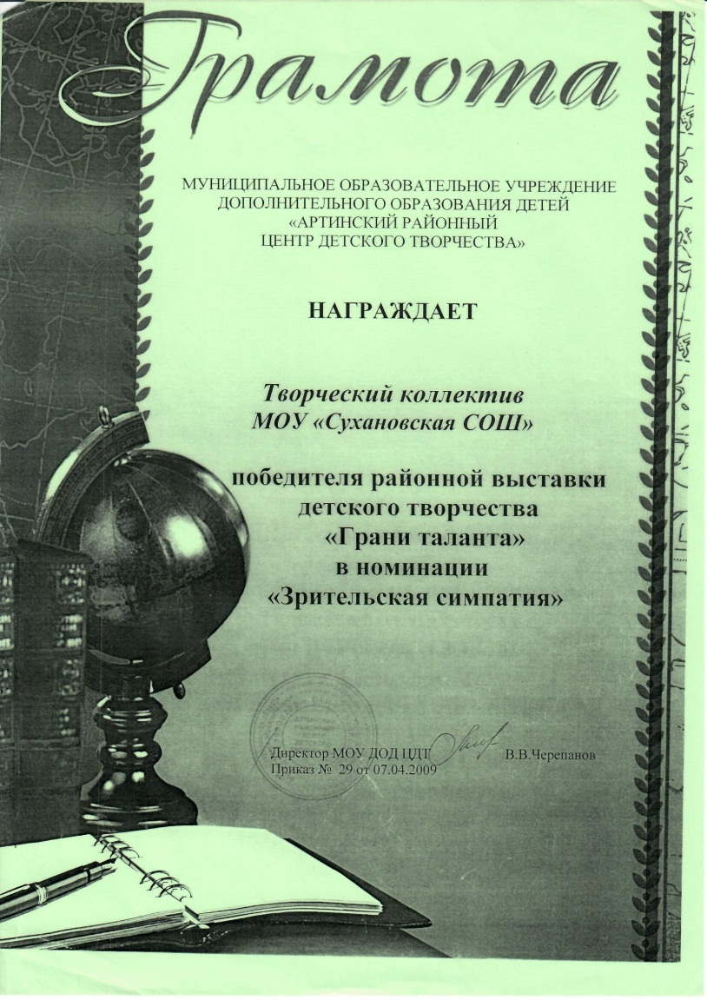 Грамота
МУНИЦИПАЛЬНОЕ ОБРАЗОВАТЕЛЬНОЕ УЧРЕЖДЕНИЕ
ДОПОЛНИТЕЛЬНОГО ОБРАЗОВАНИЯ ДЕТЕЙ
«АРТИНСКИЙ РАЙОННЫЙ
ЦЕНТР ДЕТСКОГО ТВОРЧЕСТВА»
НАГРАЖДАЕТ
Творческий коллектив
МОУ «Сухановская СОШ»
победителя районной выставки
детского творчества
«Грани таланта»
в номинации
«Зрительская симпатия»
Директор МОУ ДОД ЦДТ В.В.Черепанов
Приказ № 29 от 07.04.2009